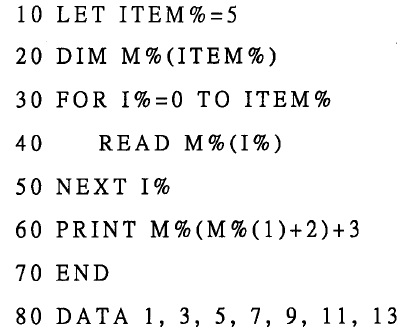 10 LET ITEM%=5
20 DIM M%(ITEM%)
30 FOR I%=0 TO ITEM%
40 READ M%(I%)
50 NEXT I%
60 PRINT M%(M%(1)+2)+3
70 END
80 DATA 1, 3, 5, 7, 9, 11, 13